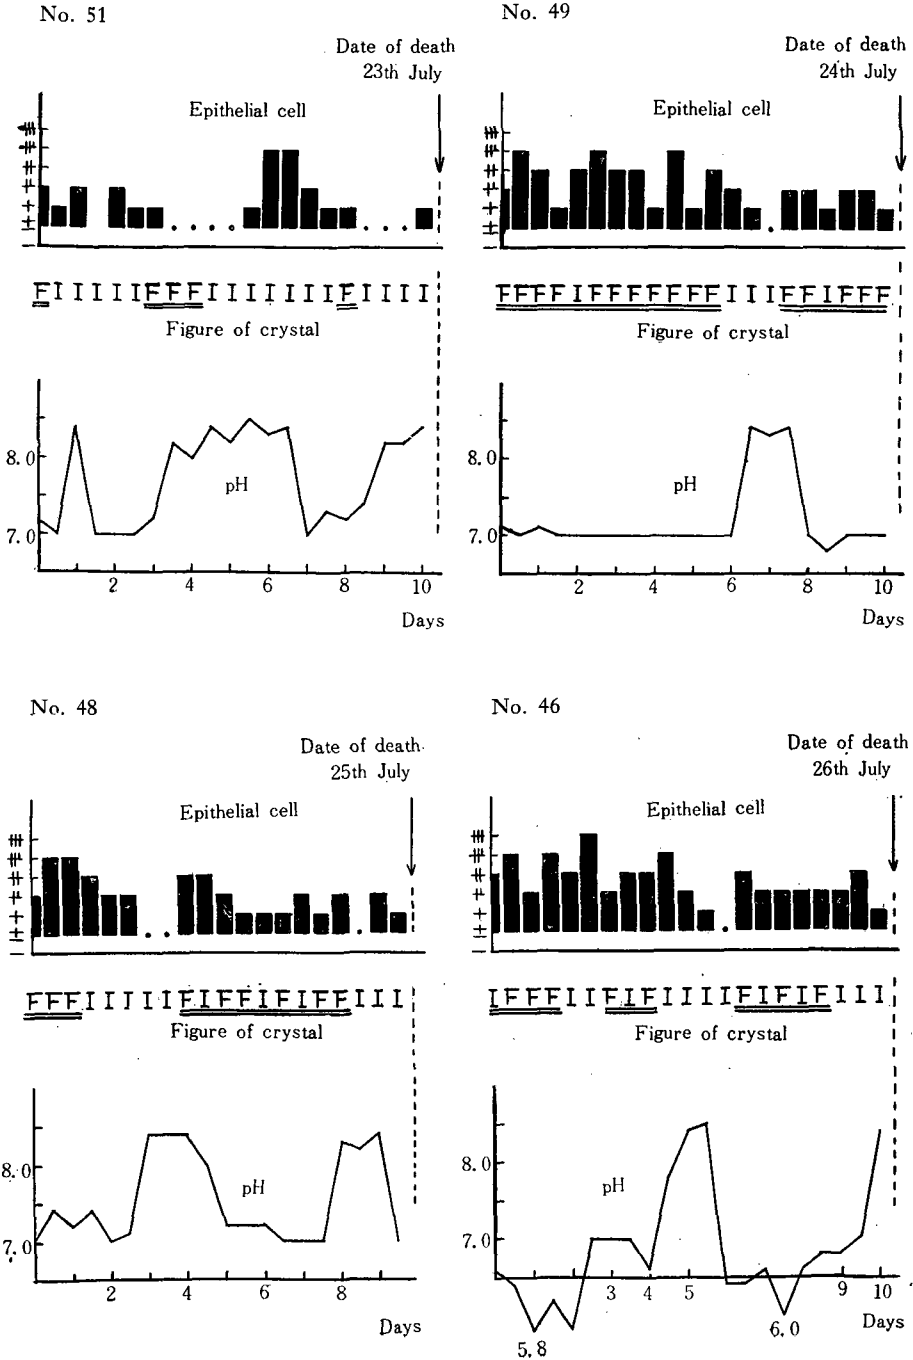 No. 51
Date of death
23th July
Epithelial cell
+
±
−
F I I I I I F F F I I I I I I I F I I I I
Figure of crystal
8.0
pH
7.0
2 4 6 8 10
Days
No. 49
Date of death
24th July
Epithelial cell
+
±
−
F F F F I F F F F F F F I I I F F I F F F
Figure of crystal
8.0
pH
7.0
2 4 6 8 10
Days
No. 48
Date of death
25th July
Epithelial cell
+
±
−
F F F I I I I I F I F F I F I F F I I I
Figure of crystal
8.0
pH
7.0
2 4 6 8
Days
No. 46
Date of death
26th July
Epithelial cell
+
±
−
I F F F I I F I F I I I I F I F I F I I I
Figure of crystal
8.0
pH
7.0
3 4 5 9 10
6.0
Days
5.8